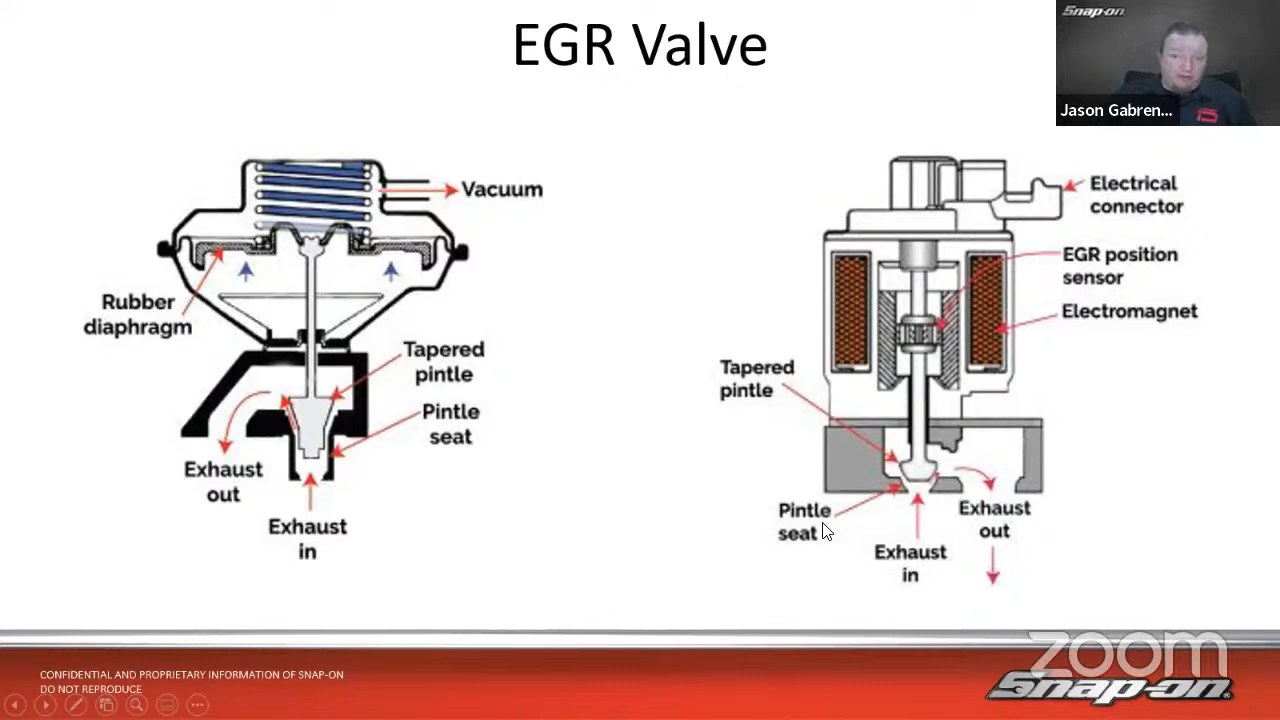 EGR Valve
Snap-on
Jason Gabren...
Vacuum
Rubber
diaphragm
Tapered
pintle
Pintle
seat
Exhaust
out
Exhaust
in
Electrical
connector
EGR position
sensor
Electromagnet
Tapered
pintle
Pintle
seat
Exhaust
out
Exhaust
in
CONFIDENTIAL AND PROPRIETARY INFORMATION OF SNAP-ON
DO NOT REPRODUCE
zoom
Snap-on